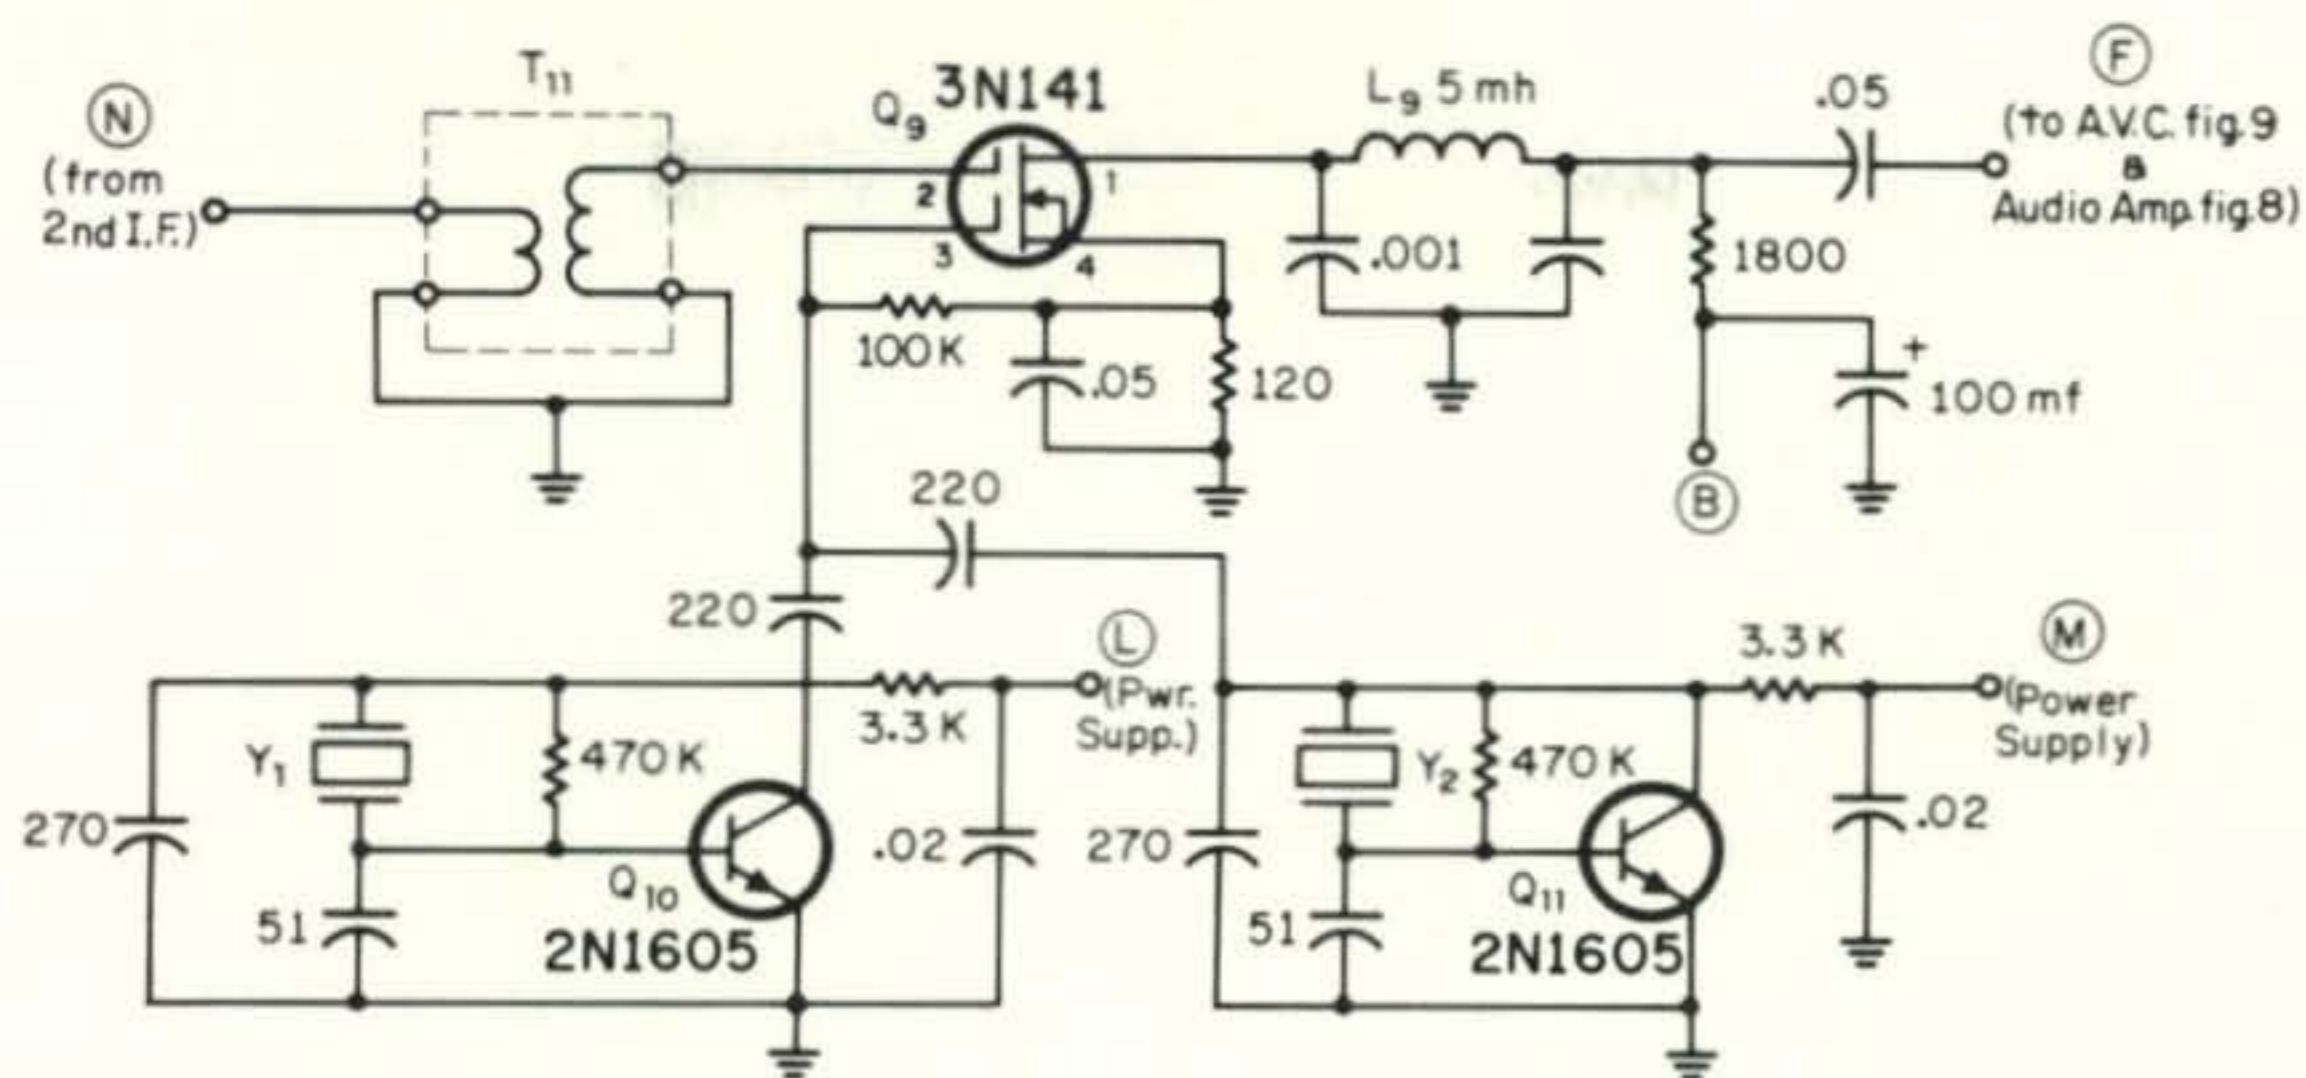 T11
N
(from
2nd I.F.)
Q9
3N141
2
3
1
4
L9 5 mh
.05
F
(to A.V.C. fig.9
&
Audio Amp. fig.8)
.001
1800
100 K
.05
120
+
100 mf
B
220
220
L
(Pwr.
Supp.)
3.3 K
3.3 K
M
(Power
Supply)
Y1
470 K
270
.02
51
Q10
2N1605
270
Y2
470 K
.02
51
Q11
2N1605